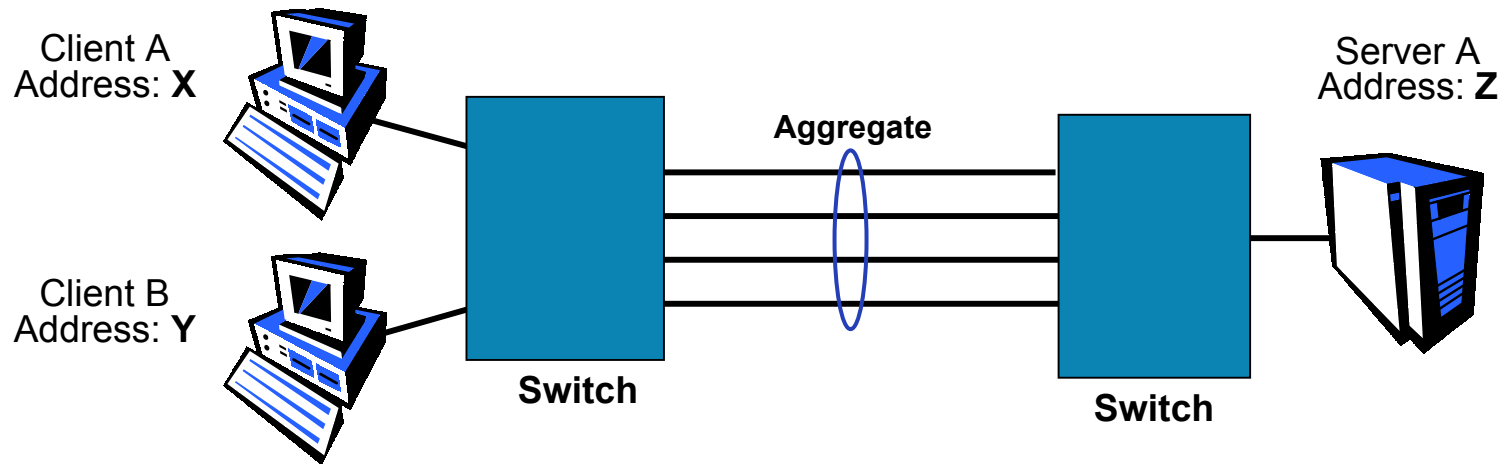 Client A
Address: X
Server A
Address: Z
Aggregate
Client B
Address: Y
Switch
Switch